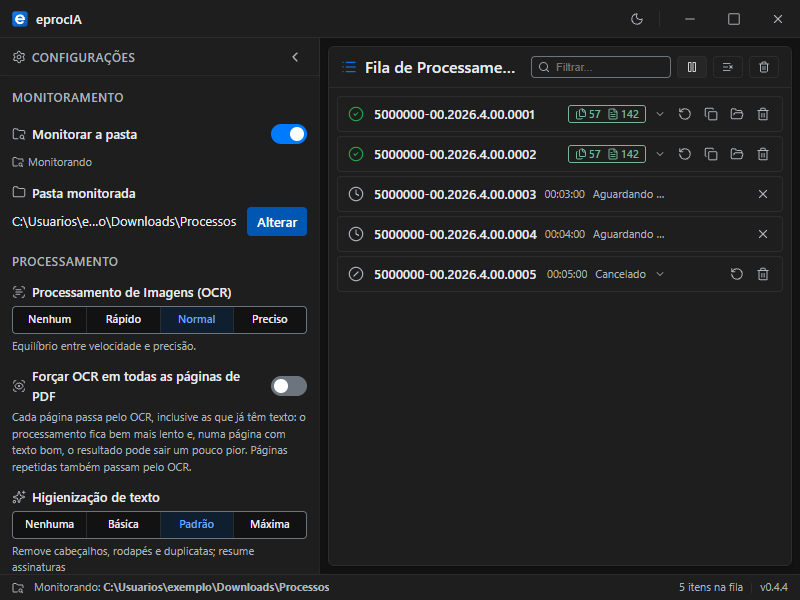 eprocIA
CONFIGURAÇÕES
MONITORAMENTO
Monitorar a pasta
Monitorando
Pasta monitorada
C:\Usuarios\e...o\Downloads\Processos
Alterar
PROCESSAMENTO
Processamento de Imagens (OCR)
Nenhum Rápido Normal Preciso
Equilíbrio entre velocidade e precisão.
Forçar OCR em todas as páginas de
PDF
Cada página passa pelo OCR, inclusive as que já têm texto: o
processamento fica bem mais lento e, numa página com
texto bom, o resultado pode sair um pouco pior. Páginas
repetidas também passam pelo OCR.
Higienização de texto
Nenhuma Básica Padrão Máxima
Remove cabeçalhos, rodapés e duplicatas; resume
assinaturas
Fila de Processame...
Filtrar...
5000000-00.2026.4.00.0001 57 142
5000000-00.2026.4.00.0002 57 142
5000000-00.2026.4.00.0003 00:03:00 Aguardando ...
5000000-00.2026.4.00.0004 00:04:00 Aguardando ...
5000000-00.2026.4.00.0005 00:05:00 Cancelado
Monitorando: C:\Usuarios\exemplo\Downloads\Processos
5 itens na fila v0.4.4